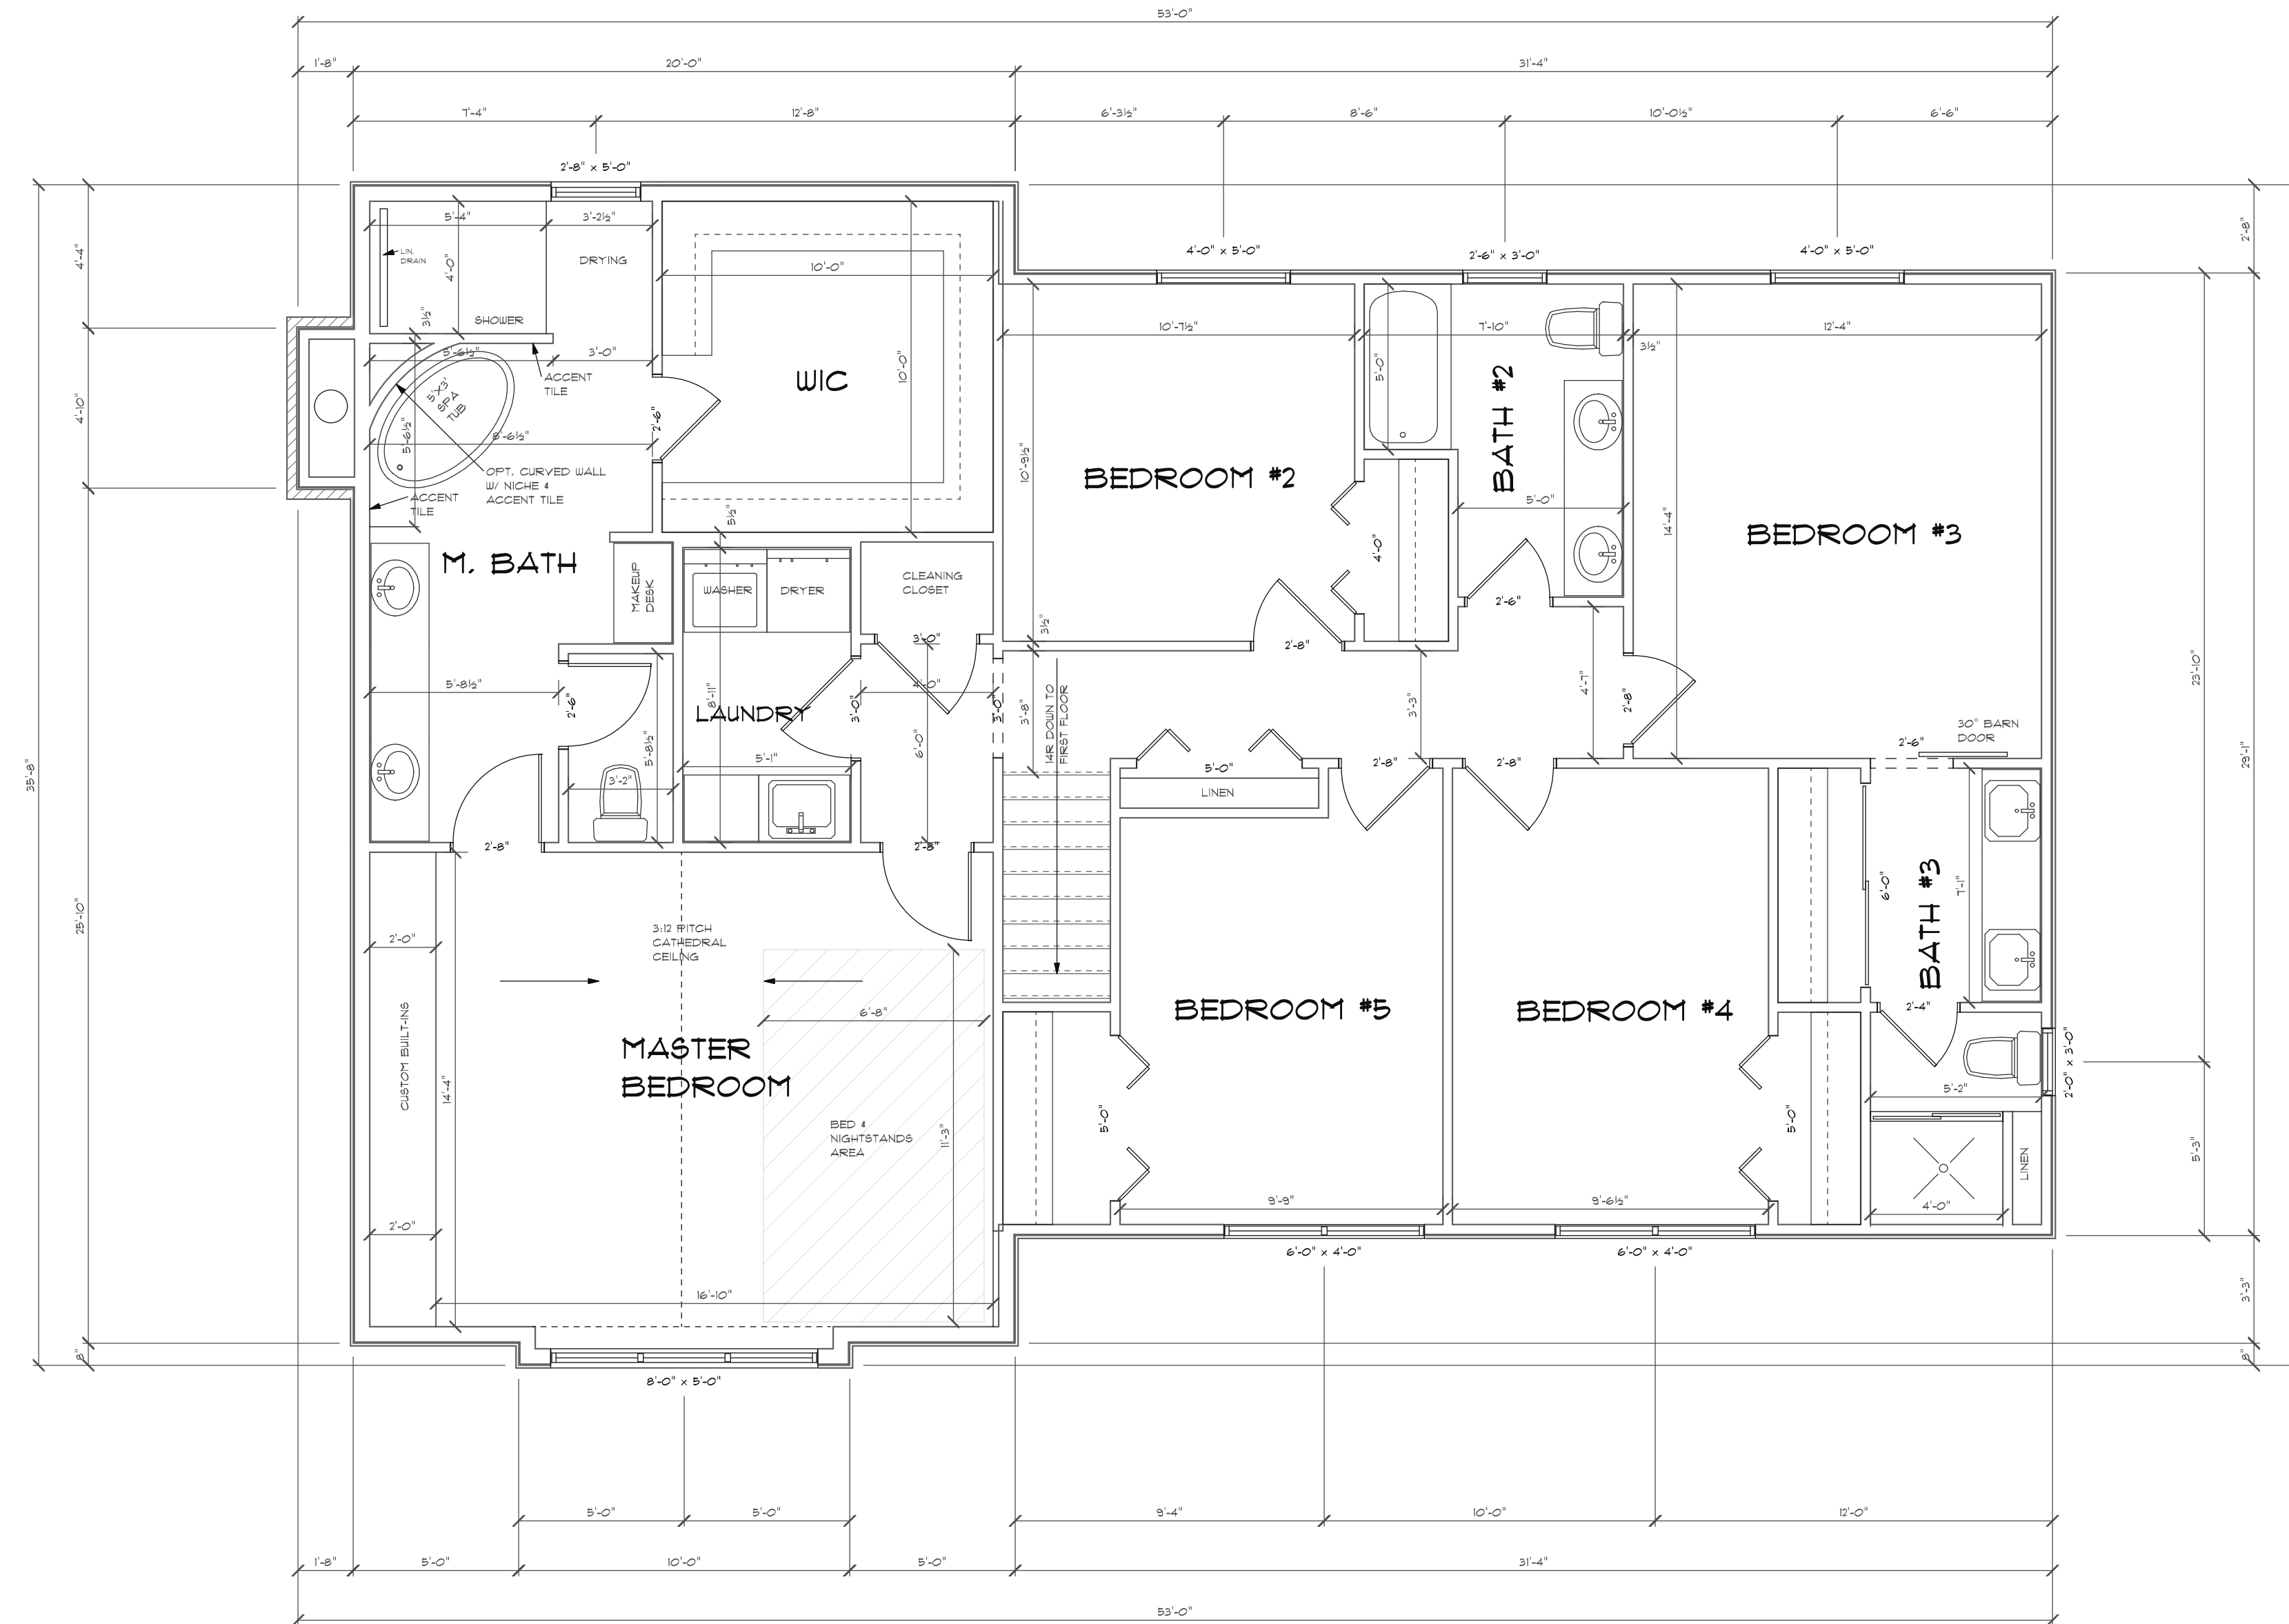 53'-0"
1'-8"
20'-0"
31'-4"
7'-4"
12'-8"
6'-3½"
8'-6"
10'-0½"
6'-6"
2'-8" x 5'-0"
4'-0" x 5'-0"
2'-6" x 3'-0"
4'-0" x 5'-0"
35'-8"
4'-4"
4'-10"
25'-10"
8"
5'-4"
3'-2½"
LIN.
DRAIN
4'-0"
DRYING
SHOWER
3½"
5'-6½"
3'-0"
ACCENT
TILE
5'X3'
SPA
TUB
5'-6½"
8'-6½"
OPT. CURVED WALL
W/ NICHE &
ACCENT TILE
ACCENT
TILE
2'-6"
10'-0"
WIC
10'-0"
5½"
M. BATH
MAKEUP
DESK
WASHER
DRYER
CLEANING
CLOSET
3'-0"
8'-11"
LAUNDRY
3'-0"
4'-0"
3'-0"
6'-0"
5'-8½"
2'-6"
5'-8½"
3'-2"
5'-1"
2'-8"
2'-8"
10'-7½"
10'-9½"
BEDROOM #2
3½"
2'-8"
4'-0"
5'-0"
7'-10"
BATH #2
5'-0"
2'-6"
3½"
12'-4"
14'-4"
BEDROOM #3
2'-8"
4'-7"
3'-3"
3'-8"
14R DOWN TO
FIRST FLOOR
5'-0"
LINEN
2'-8"
2'-8"
30" BARN
DOOR
2'-6"
6'-0"
7'-1"
BATH #3
2'-4"
5'-2"
4'-0"
LINEN
2'-0" x 3'-0"
2'-0"
3:12 PITCH
CATHEDRAL
CEILING
CUSTOM BUILT-INS
14'-4"
MASTER
BEDROOM
6'-8"
BED &
NIGHTSTANDS
AREA
11'-3"
2'-0"
16'-10"
BEDROOM #5
BEDROOM #4
5'-0"
5'-0"
9'-9"
9'-6½"
6'-0" x 4'-0"
6'-0" x 4'-0"
8'-0" x 5'-0"
2'-8"
23'-10"
29'-1"
5'-3"
3'-3"
8"
5'-0"
5'-0"
9'-4"
10'-0"
12'-0"
1'-8"
5'-0"
10'-0"
5'-0"
31'-4"
53'-0"